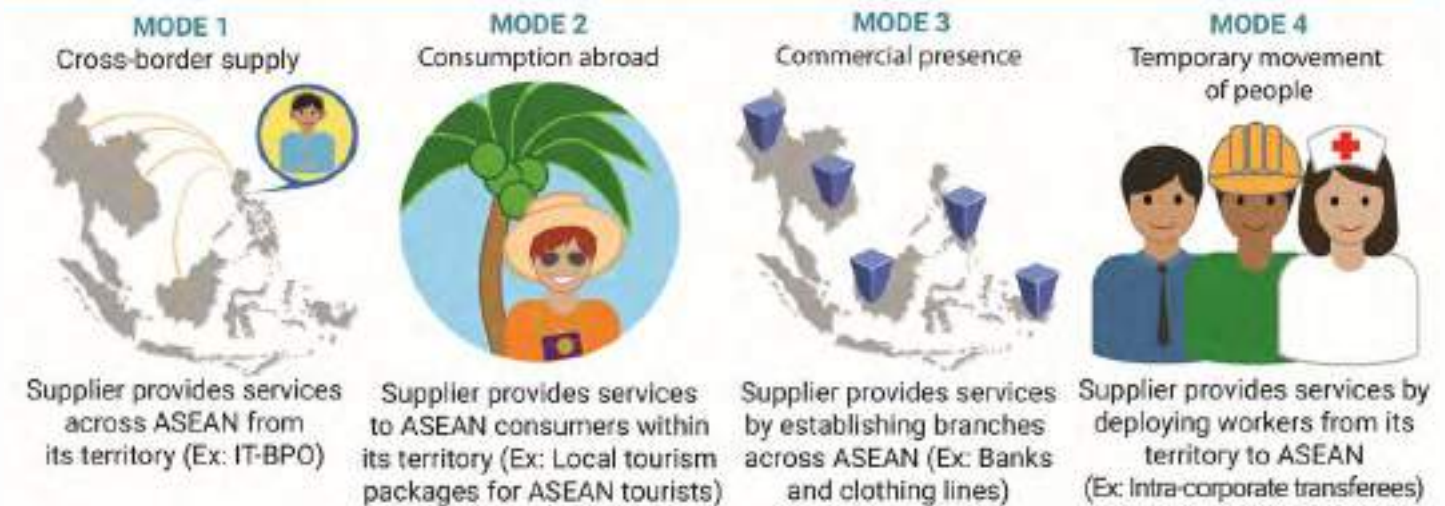 MODE 1
Cross-border supply
Supplier provides services
across ASEAN from
its territory (Ex: IT-BPO)
MODE 2
Consumption abroad
Supplier provides services
to ASEAN consumers within
its territory (Ex: Local tourism
packages for ASEAN tourists)
MODE 3
Commercial presence
Supplier provides services
by establishing branches
across ASEAN (Ex: Banks
and clothing lines)
MODE 4
Temporary movement
of people
Supplier provides services by
deploying workers from its
territory to ASEAN
(Ex: Intra-corporate transferees)